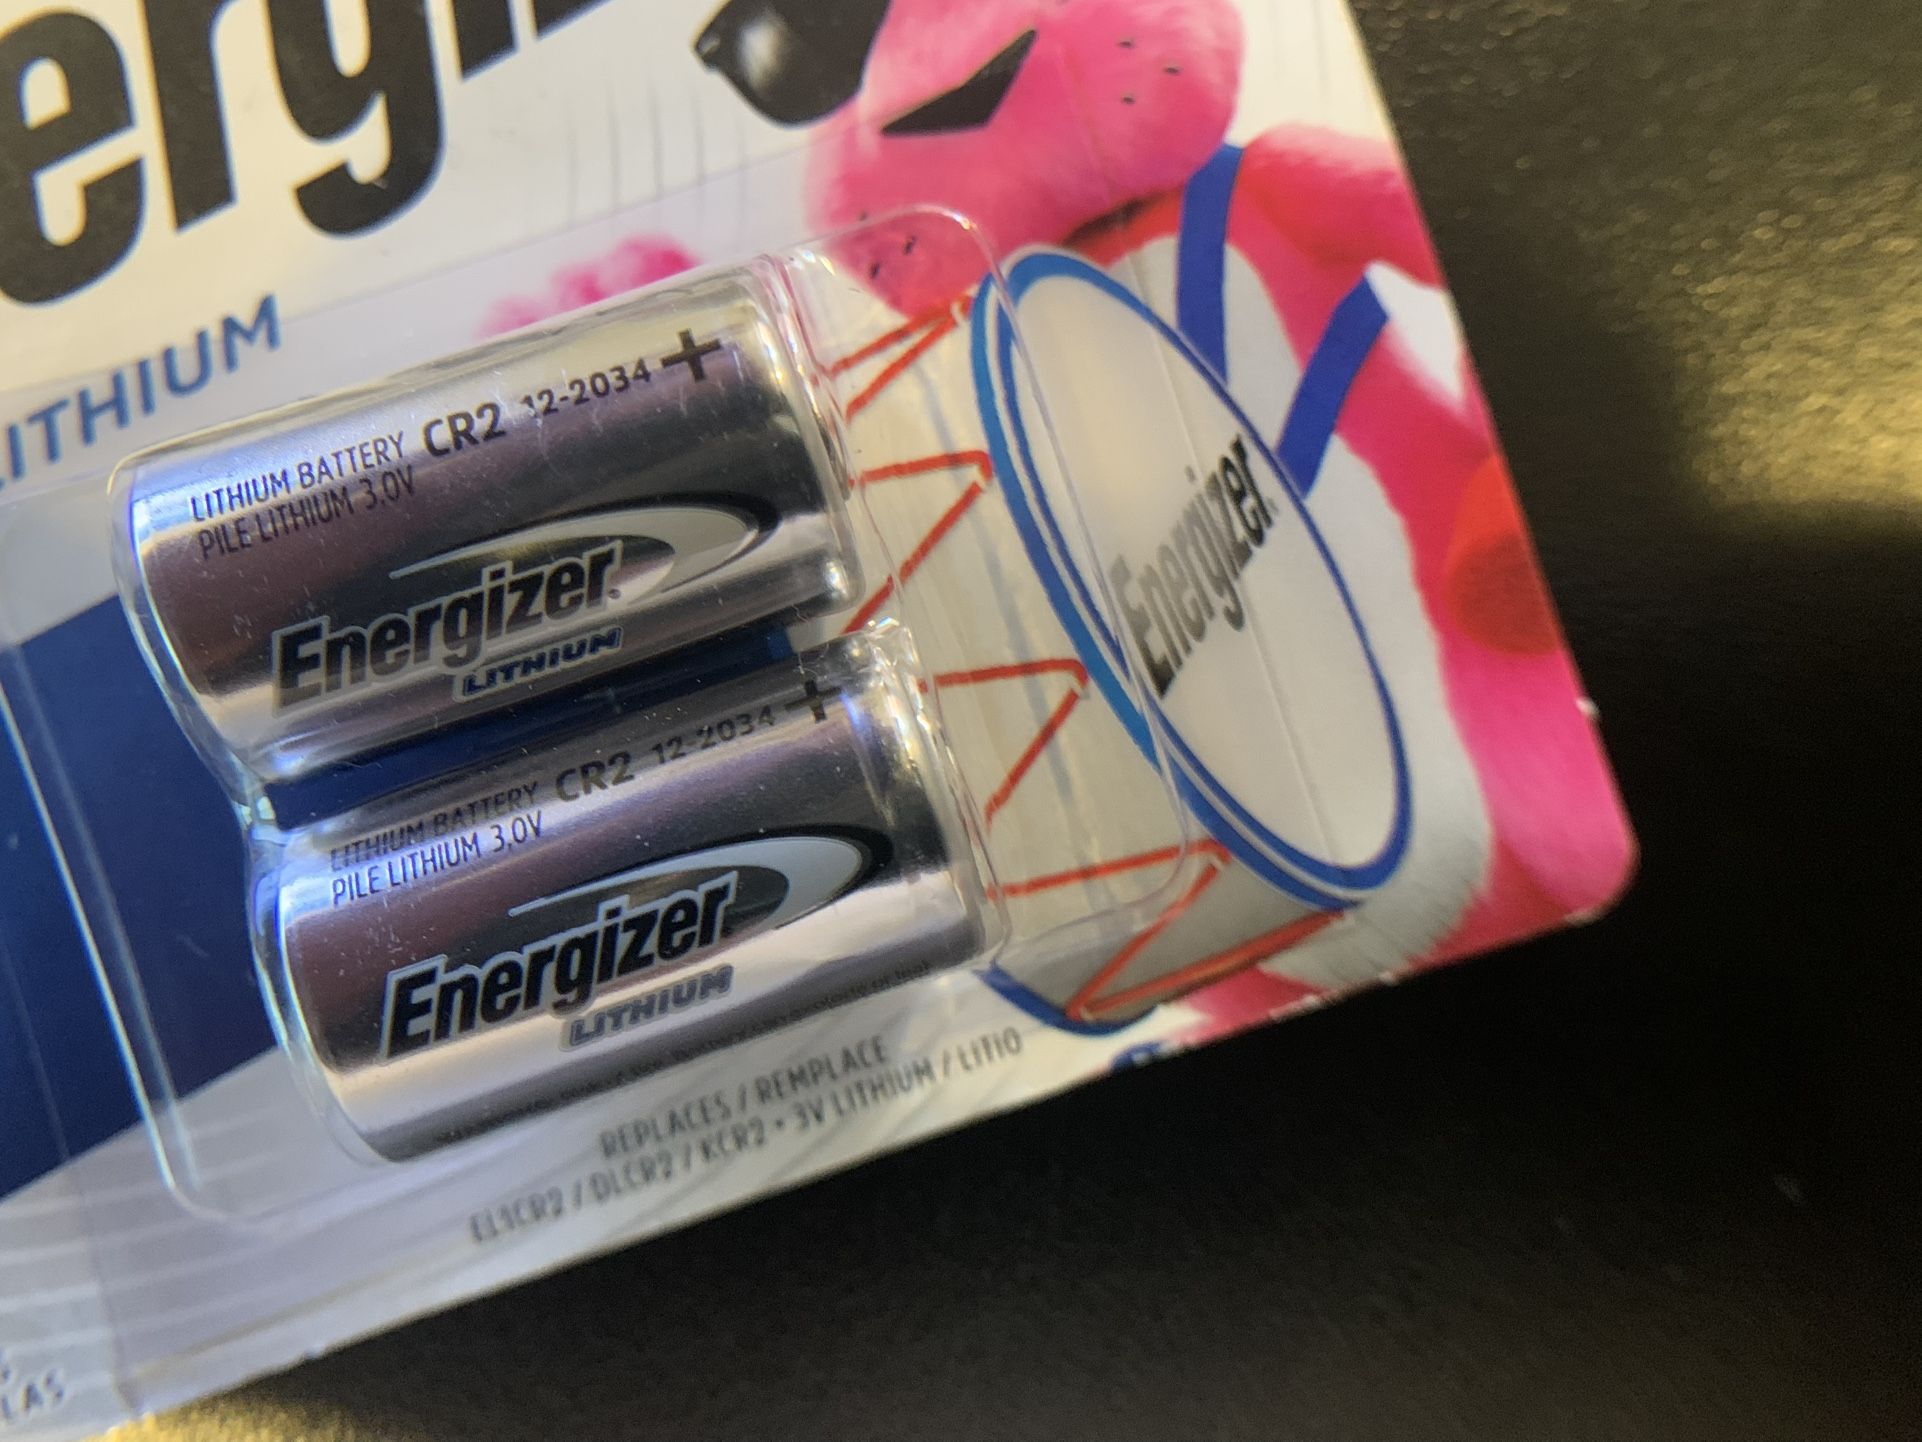 LITHIUM
LITHIUM BATTERY CR2 12-2034 +
PILE LITHIUM 3.0V
Energizer
LITHIUM
LITHIUM BATTERY CR2 12-2034 +
PILE LITHIUM 3.0V
Energizer
LITHIUM
Energizer
REPLACES / REMPLACE
EL1CR2 / DLCR2 / KCR2 • 3V LITHIUM / LITIO